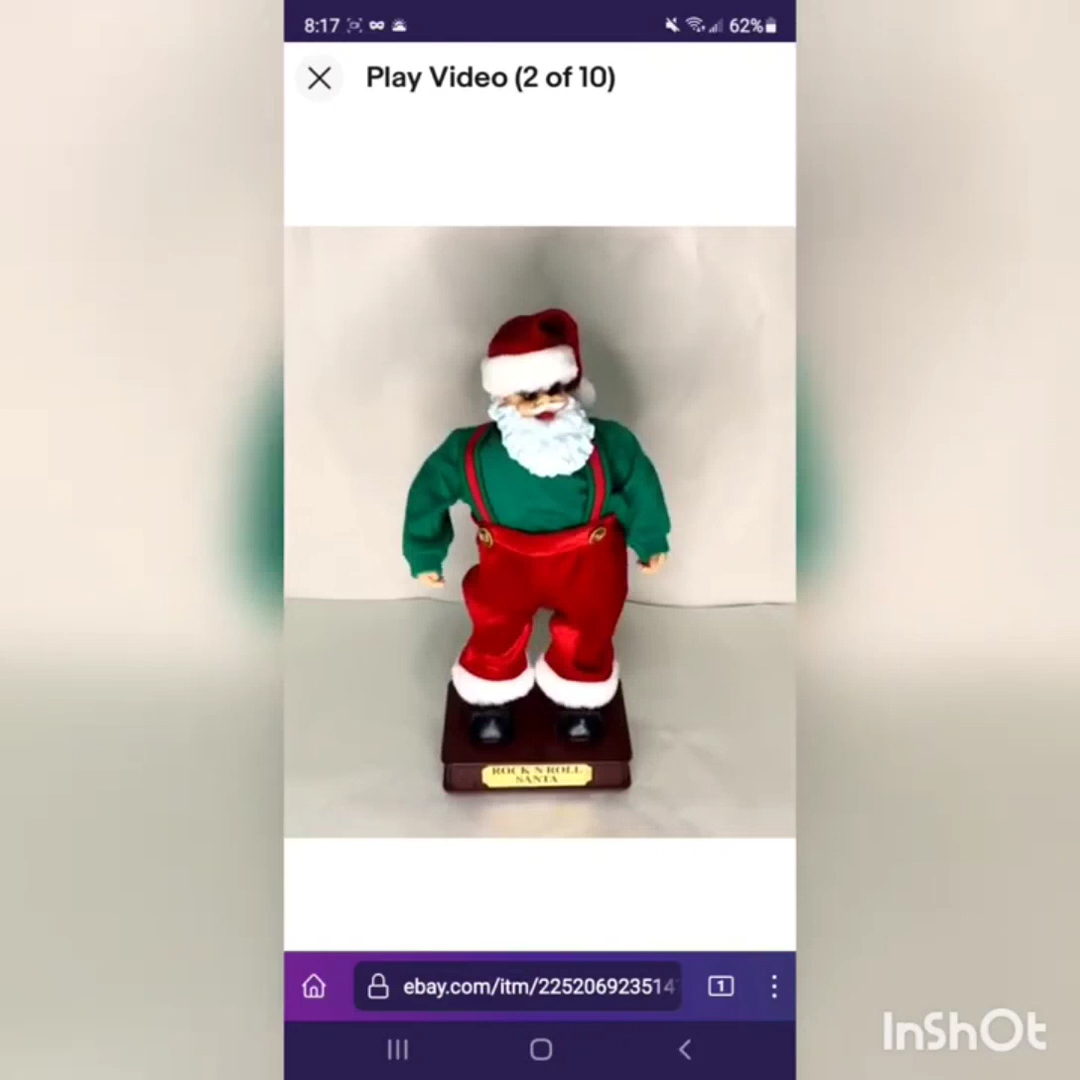 8:17
62%
Play Video (2 of 10)
ROCK 'N ROLL
SANTA
ebay.com/itm/225206923514
1
InShOt